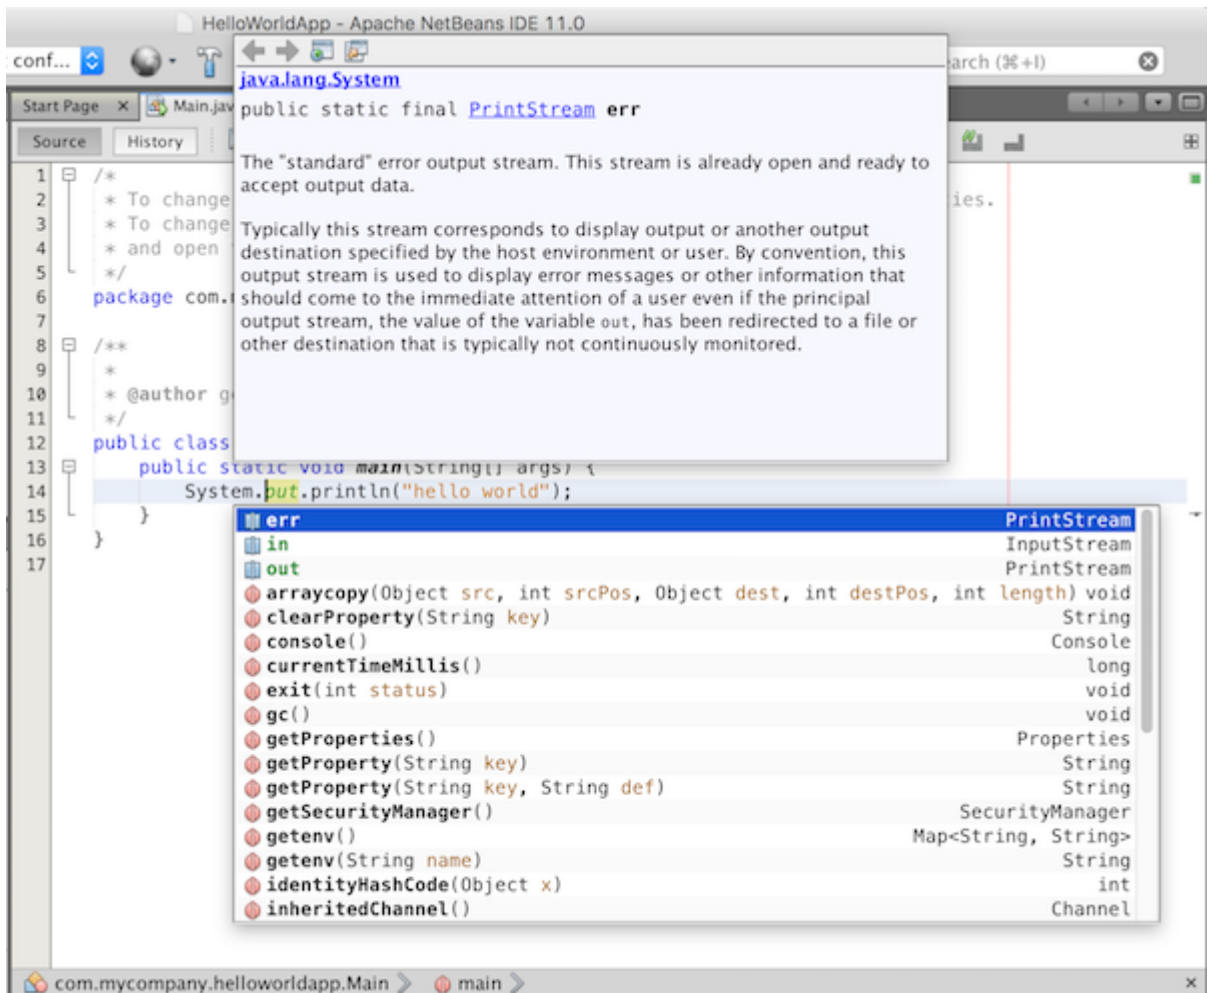 HelloWorldApp - Apache NetBeans IDE 11.0
conf...
arch (⌘+I)
java.lang.System
public static final PrintStream err
The "standard" error output stream. This stream is already open and ready to
accept output data.
Typically this stream corresponds to display output or another output
destination specified by the host environment or user. By convention, this
output stream is used to display error messages or other information that
should come to the immediate attention of a user even if the principal
output stream, the value of the variable out, has been redirected to a file or
other destination that is typically not continuously monitored.
Start Page Main.jav
Source History
1 /*
2 * To change ies.
3 * To change
4 * and open
5 */
6 package com.
7
8 /**
9 *
10 * @author g
11 */
12 public class
13 public static void main(String[] args) {
14 System.out.println("hello world");
15 }
16 }
17
err PrintStream
in InputStream
out PrintStream
arraycopy(Object src, int srcPos, Object dest, int destPos, int length) void
clearProperty(String key) String
console() Console
currentTimeMillis() long
exit(int status) void
gc() void
getProperties() Properties
getProperty(String key) String
getProperty(String key, String def) String
getSecurityManager() SecurityManager
getenv() Map<String, String>
getenv(String name) String
identityHashCode(Object x) int
inheritedChannel() Channel
com.mycompany.helloworldapp.Main main